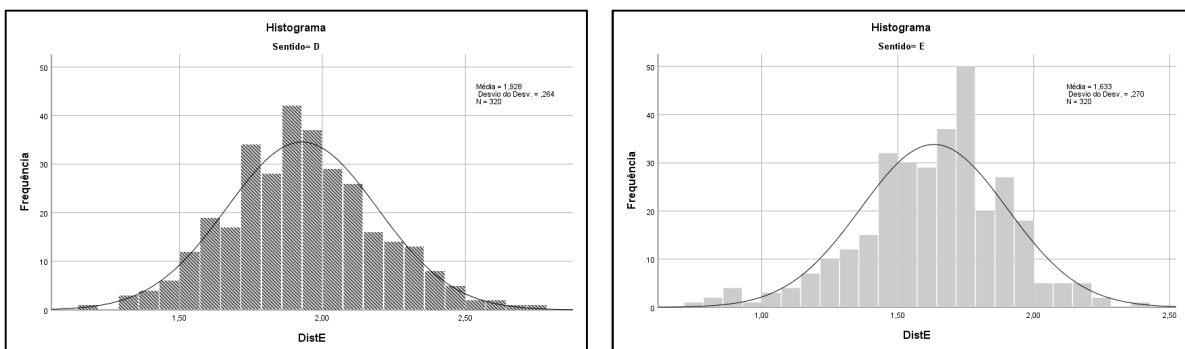 Histograma
Sentido= D
50
40
30
20
10
0
Frequência
1,50
2,00
2,50
DistE
Média = 1,928
Desvio do Desv. = ,264
N = 320
Histograma
Sentido= E
50
40
30
20
10
0
Frequência
1,00
1,50
2,00
2,50
DistE
Média = 1,633
Desvio do Desv. = ,270
N = 320